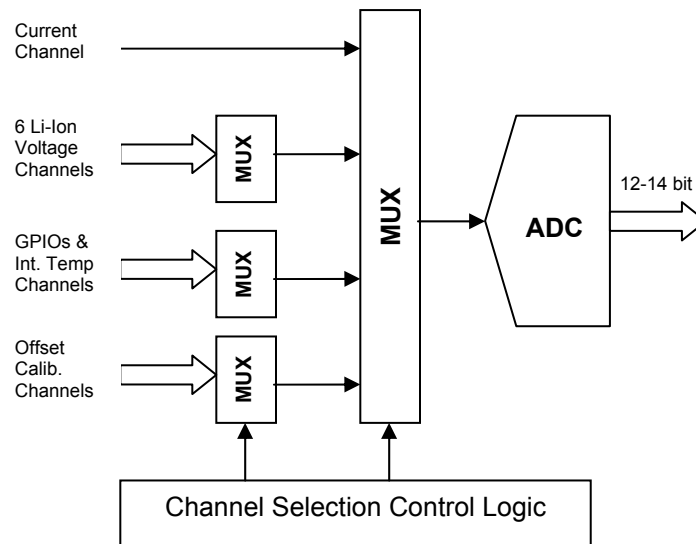 Current
Channel
6 Li-Ion
Voltage
Channels
MUX
GPIOs &
Int. Temp
Channels
MUX
Offset
Calib.
Channels
MUX
MUX
ADC
12-14 bit
Channel Selection Control Logic